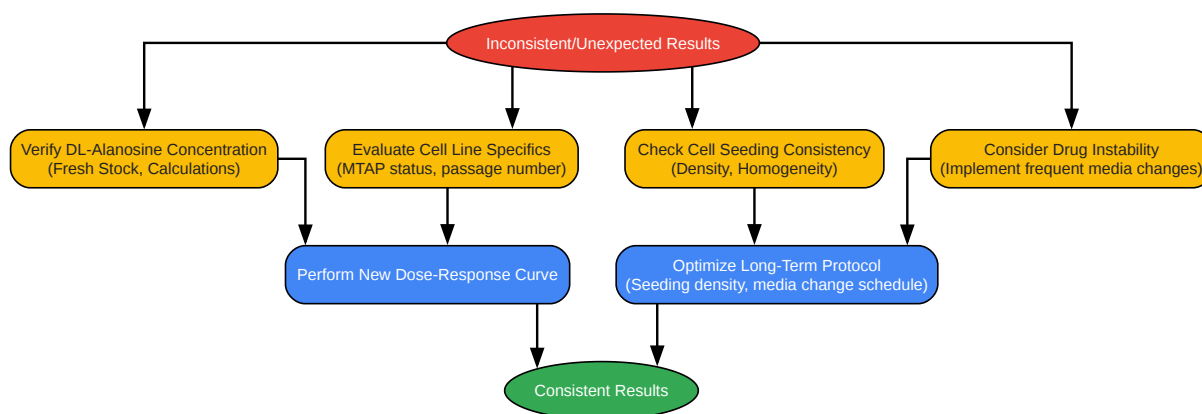 Inconsistent/Unexpected Results
Verify DL-Alanosine Concentration
(Fresh Stock, Calculations)
Evaluate Cell Line Specifics
(MTAP status, passage number)
Check Cell Seeding Consistency
(Density, Homogeneity)
Consider Drug Instability
(Implement frequent media changes)
Perform New Dose-Response Curve
Optimize Long-Term Protocol
(Seeding density, media change schedule)
Consistent Results